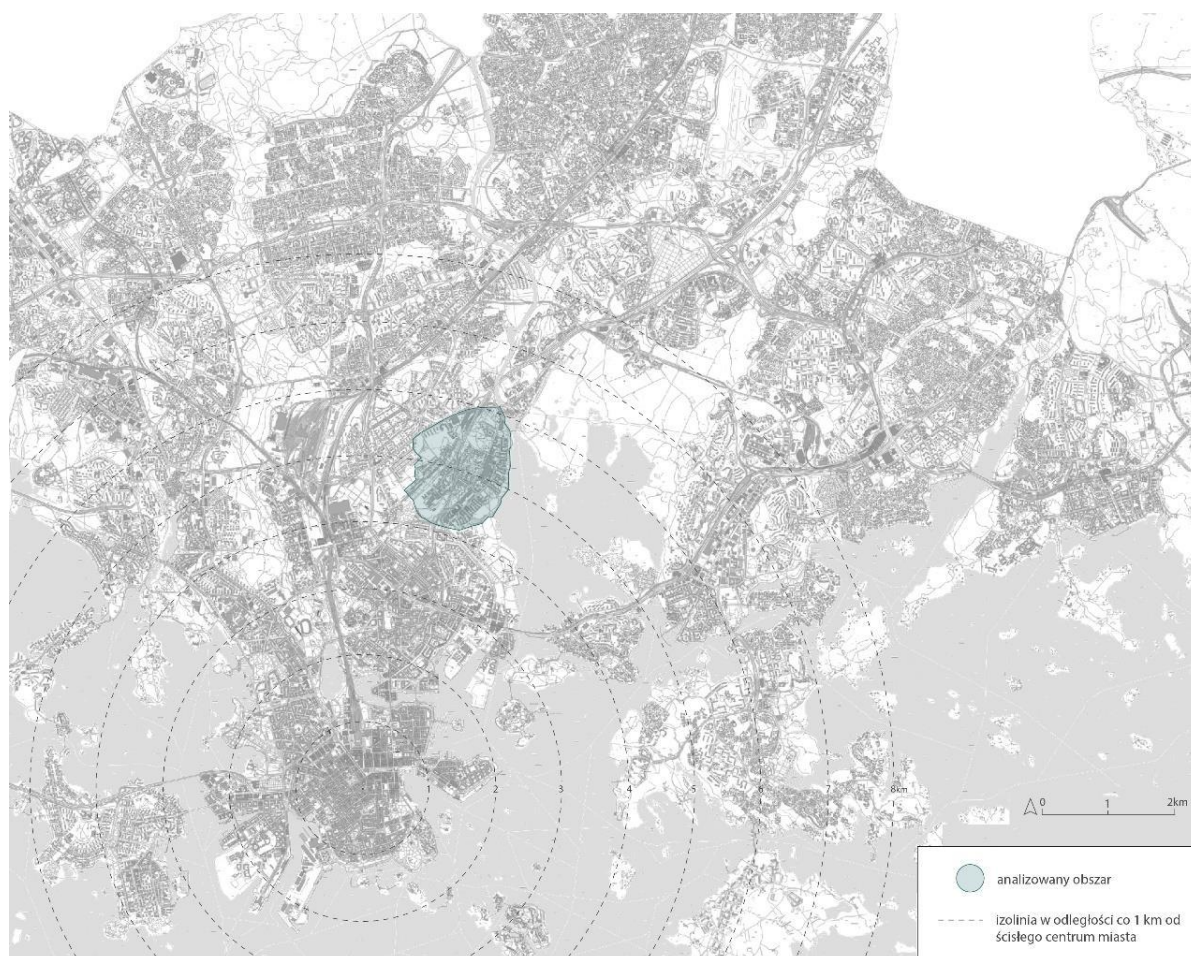 1
2
3
4
5
6
7
8km
0
1
2km
analizowany obszar
izolinia w odległości co 1 km od
ścisłego centrum miasta